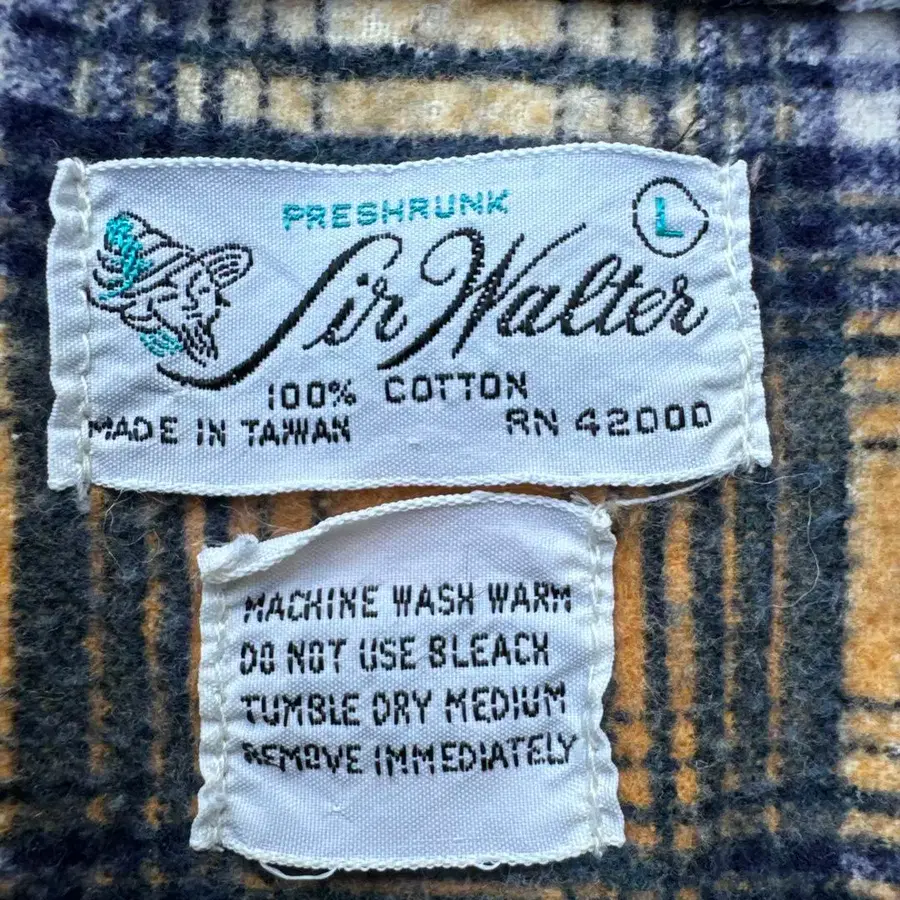 PRESHRUNK L
Sir Walter
100% COTTON
MADE IN TAIWAN RN 42000
MACHINE WASH WARM
DO NOT USE BLEACH
TUMBLE DRY MEDIUM
REMOVE IMMEDIATELY